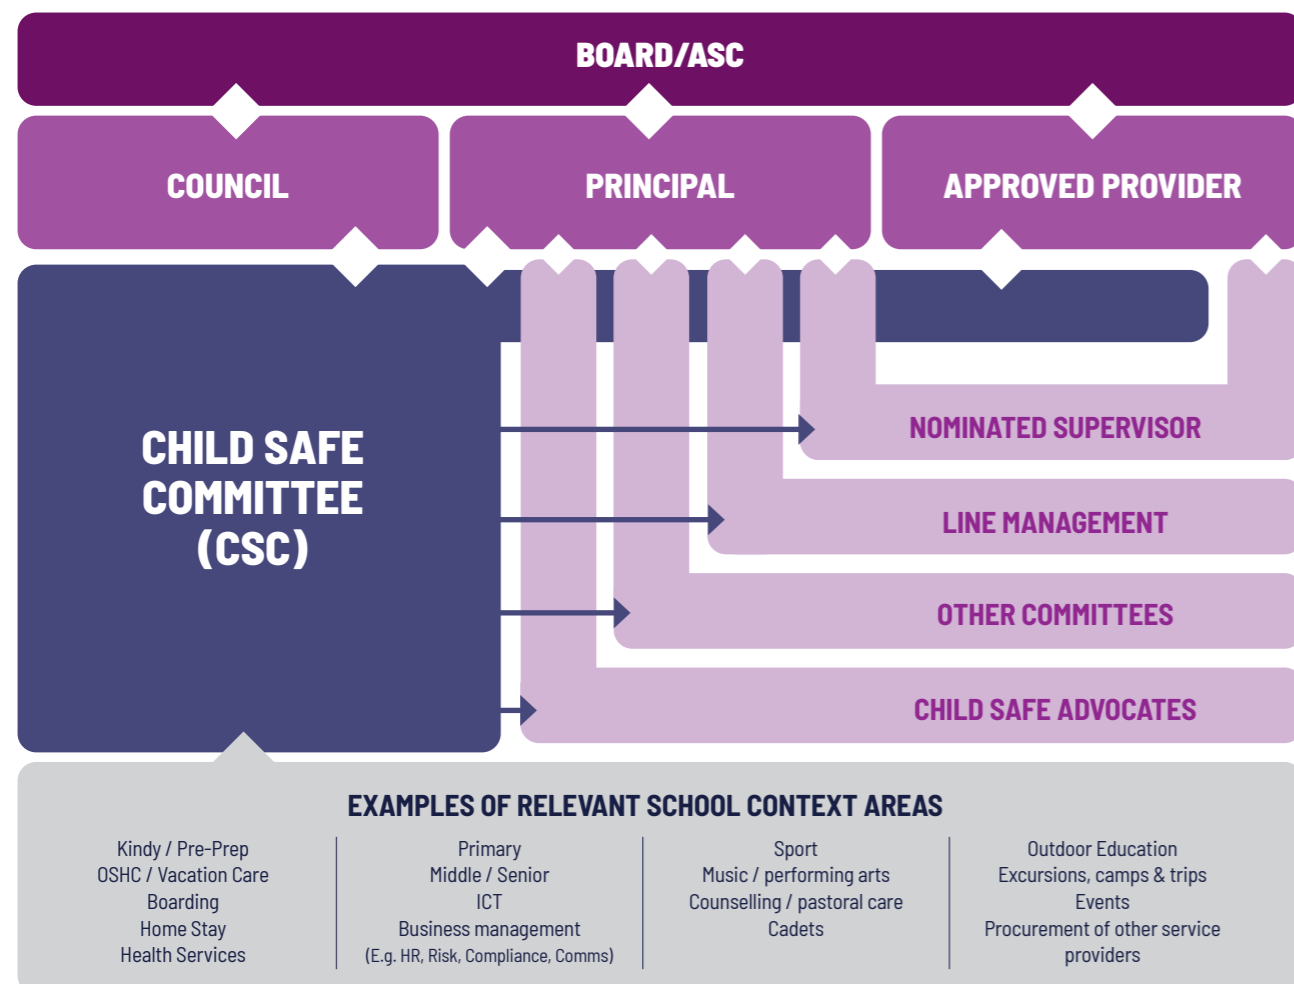 BOARD/ASC
COUNCIL
PRINCIPAL
APPROVED PROVIDER
CHILD SAFE
COMMITTEE
(CSC)
NOMINATED SUPERVISOR
LINE MANAGEMENT
OTHER COMMITTEES
CHILD SAFE ADVOCATES
EXAMPLES OF RELEVANT SCHOOL CONTEXT AREAS
Kindy / Pre-Prep
OSHC / Vacation Care
Boarding
Home Stay
Health Services
Primary
Middle / Senior
ICT
Business management
(E.g. HR, Risk, Compliance, Comms)
Sport
Music / performing arts
Counselling / pastoral care
Cadets
Outdoor Education
Excursions, camps & trips
Events
Procurement of other service
providers